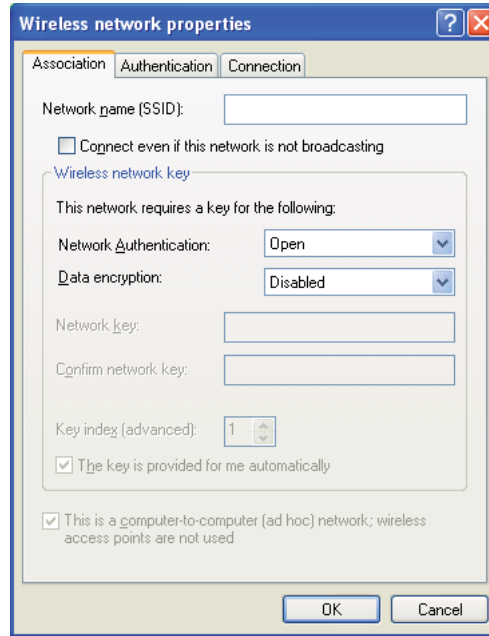 Wireless network properties
Association Authentication Connection
Network name (SSID):
Connect even if this network is not broadcasting
Wireless network key
This network requires a key for the following:
Network Authentication: Open
Data encryption: Disabled
Network key:
Confirm network key:
Key index (advanced): 1
The key is provided for me automatically
This is a computer-to-computer (ad hoc) network; wireless
access points are not used
OK Cancel